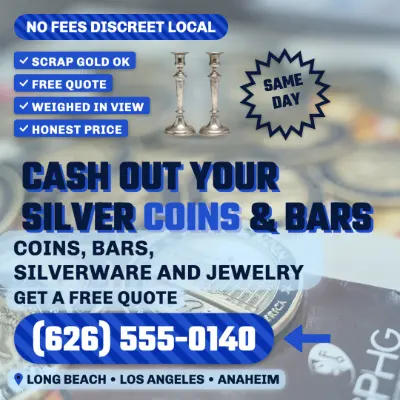 NO FEES DISCREET LOCAL
✓ SCRAP GOLD OK
✓ FREE QUOTE
✓ WEIGHED IN VIEW
✓ HONEST PRICE
SAME
DAY
CASH OUT YOUR
SILVER COINS & BARS
COINS, BARS,
SILVERWARE AND JEWELRY
GET A FREE QUOTE
(626) 555-0140
LONG BEACH • LOS ANGELES • ANAHEIM